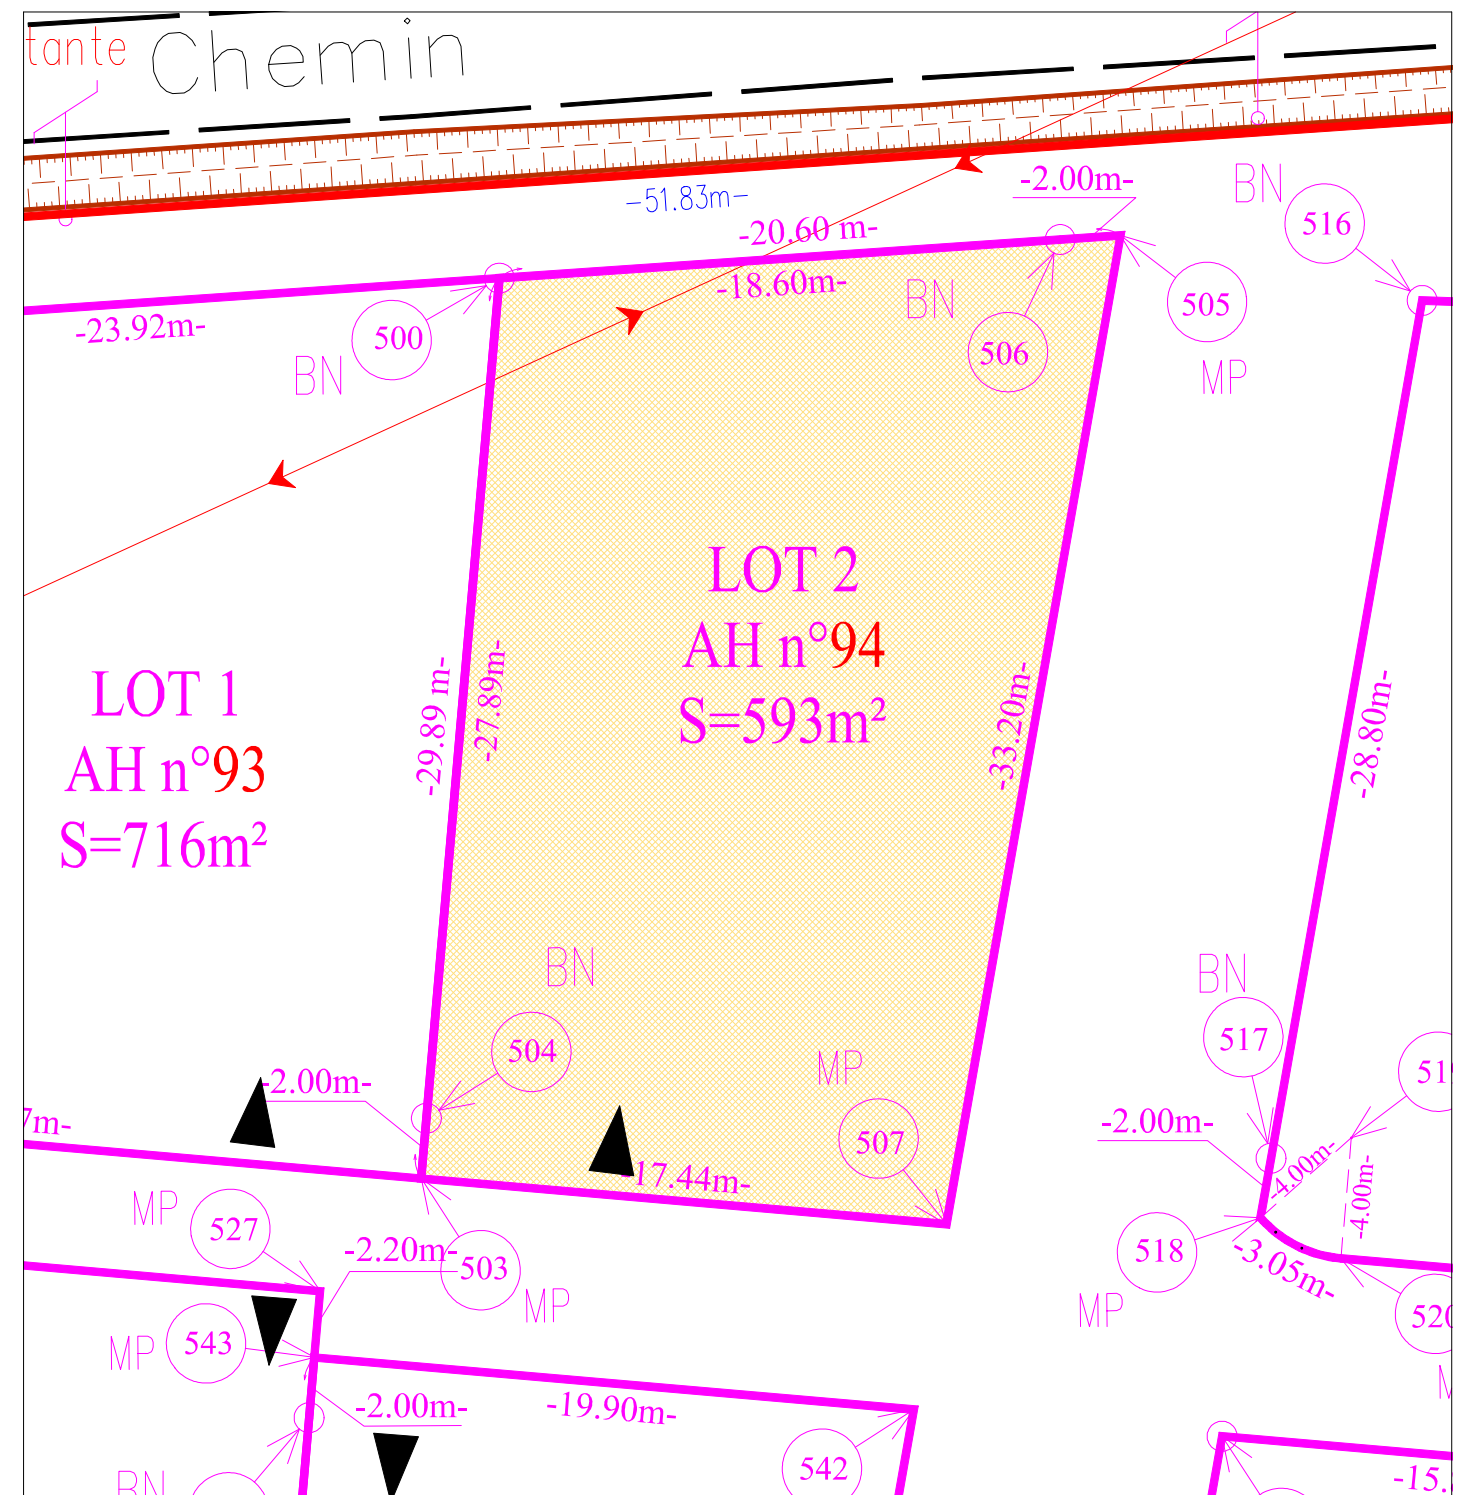 tante
Chemin
-51.83m-
-2.00m-
BN
516
-20.60 m-
-18.60m-
BN
505
-23.92m-
500
506
BN
MP
LOT 2
AH n°94
S=593m²
LOT 1
AH n°93
S=716m²
-29.89 m-
-27.89m-
-33.20m-
-28.80m-
BN
BN
504
517
MP
-2.00m-
7m-
507
-2.00m-
-17.44m-
-4.00m-
-4.00m-
MP
527
-2.20m-
503
518
-3.05m-
MP
MP
520
MP
543
-2.00m-
-19.90m-
542
BN
-15.